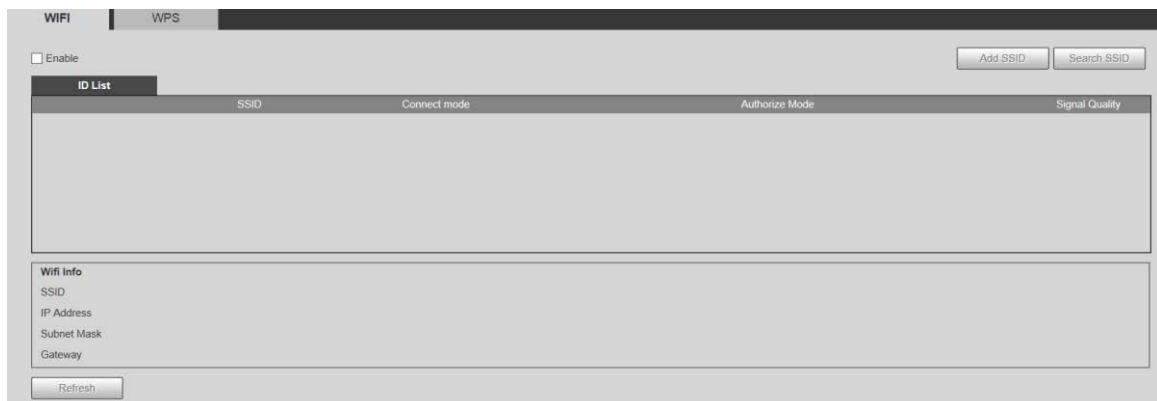 WIFI WPS
Enable Add SSID Search SSID
ID List
SSID Connect mode Authorize Mode Signal Quality
Wifi Info
SSID
IP Address
Subnet Mask
Gateway
Refresh